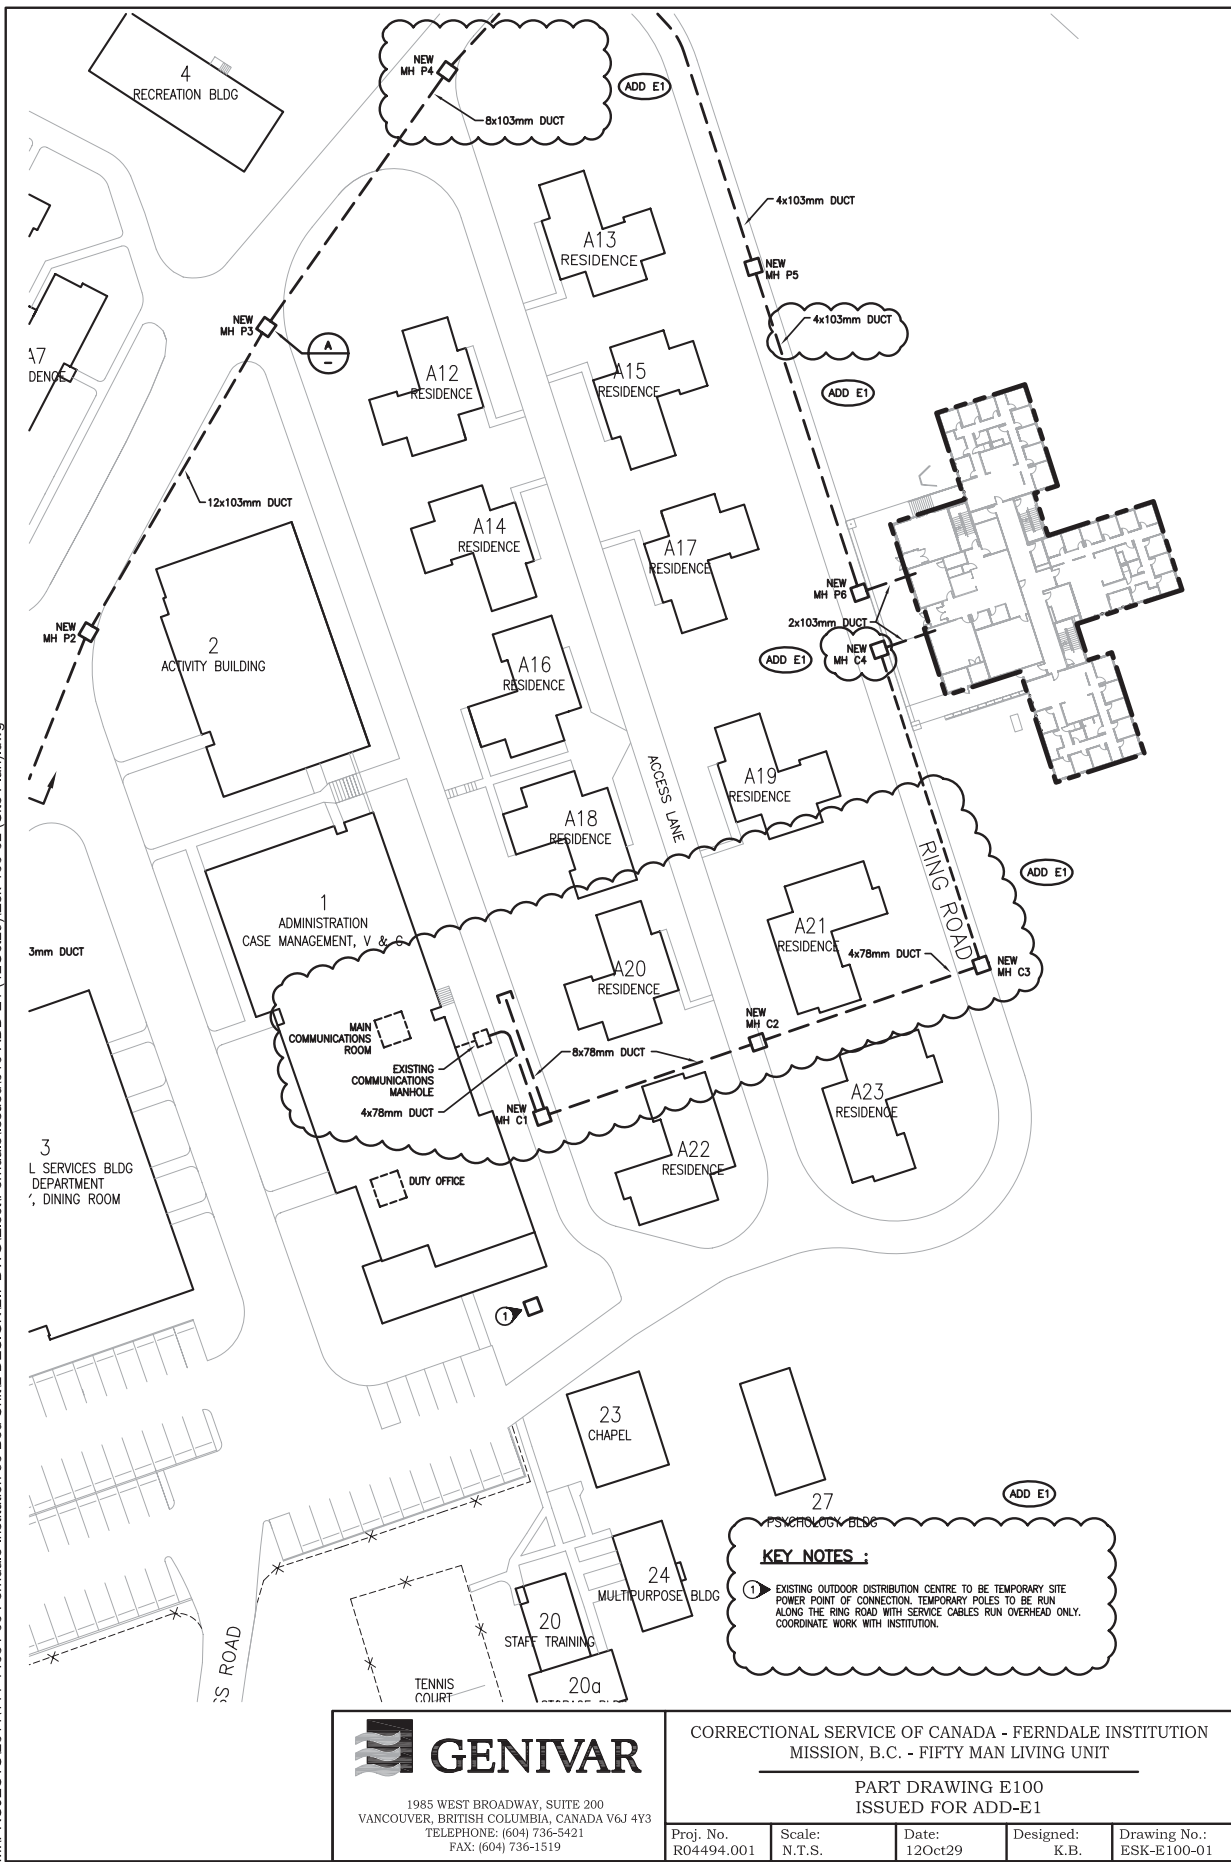 4
RECREATION BLDG
NEW
MH P4
ADD E1
8x103mm DUCT
A13
RESIDENCE
4x103mm DUCT
NEW
MH P5
4x103mm DUCT
ADD E1
NEW
MH P3
A
–
A7
DENCE
A12
RESIDENCE
A15
RESIDENCE
12x103mm DUCT
A14
RESIDENCE
A17
RESIDENCE
NEW
MH P6
2x103mm DUCT
NEW
MH P2
2
ACTIVITY BUILDING
A16
RESIDENCE
ADD E1
NEW
MH C4
ACCESS LANE
A19
RESIDENCE
A18
RESIDENCE
RING ROAD
ADD E1
1
ADMINISTRATION
CASE MANAGEMENT, V & C
3mm DUCT
A21
RESIDENCE
4x78mm DUCT
NEW
MH C3
A20
RESIDENCE
MAIN
COMMUNICATIONS
ROOM
NEW
MH C2
EXISTING
COMMUNICATIONS
MANHOLE
8x78mm DUCT
4x78mm DUCT
NEW
MH C1
A23
RESIDENCE
A22
RESIDENCE
3
L SERVICES BLDG
DEPARTMENT
, DINING ROOM
DUTY OFFICE
1
23
CHAPEL
27
PSYCHOLOGY BLDG
ADD E1
KEY NOTES :
1 EXISTING OUTDOOR DISTRIBUTION CENTRE TO BE TEMPORARY SITE
POWER POINT OF CONNECTION. TEMPORARY POLES TO BE RUN
ALONG THE RING ROAD WITH SERVICE CABLES RUN OVERHEAD ONLY.
COORDINATE WORK WITH INSTITUTION.
24
MULTIPURPOSE BLDG
20
STAFF TRAINING
20a
TENNIS
COURT
SS ROAD
GENIVAR
1985 WEST BROADWAY, SUITE 200
VANCOUVER, BRITISH COLUMBIA, CANADA V6J 4Y3
TELEPHONE: (604) 736-5421
FAX: (604) 736-1519
CORRECTIONAL SERVICE OF CANADA - FERNDALE INSTITUTION
MISSION, B.C. - FIFTY MAN LIVING UNIT
PART DRAWING E100
ISSUED FOR ADD-E1
Proj. No.
R04494.001
Scale:
N.T.S.
Date:
12Oct29
Designed:
K.B.
Drawing No.:
ESK-E100-01